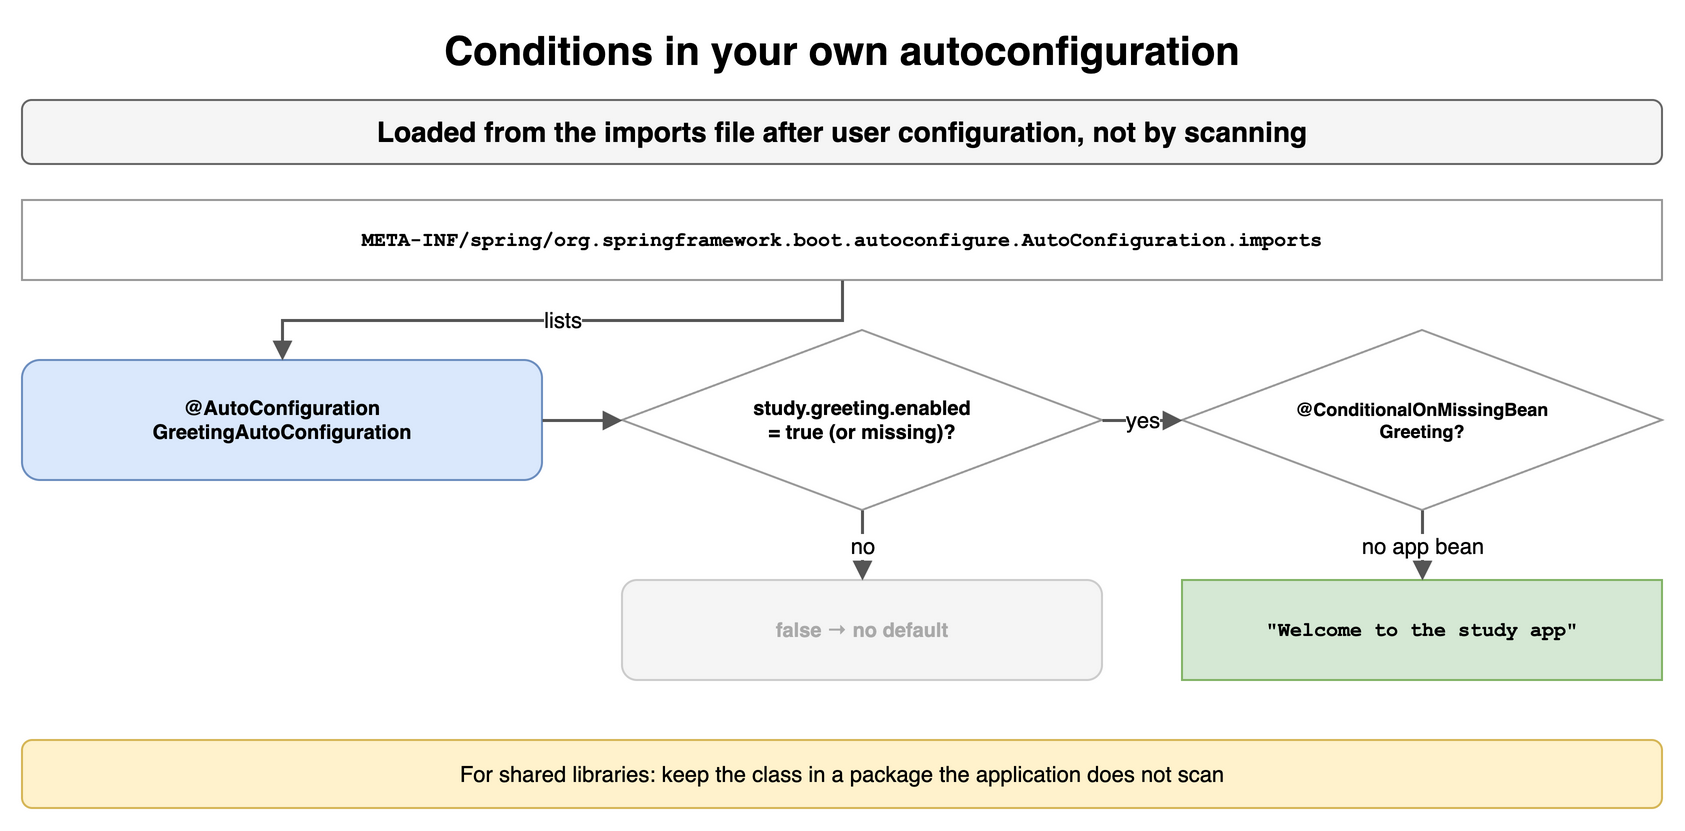 Conditions in your own autoconfiguration
Loaded from the imports file after user configuration, not by scanning
META-INF/spring/org.springframework.boot.autoconfigure.AutoConfiguration.imports
lists
@AutoConfiguration
GreetingAutoConfiguration
study.greeting.enabled
= true (or missing)?
yes
@ConditionalOnMissingBean
Greeting?
no
no app bean
false → no default
"Welcome to the study app"
For shared libraries: keep the class in a package the application does not scan